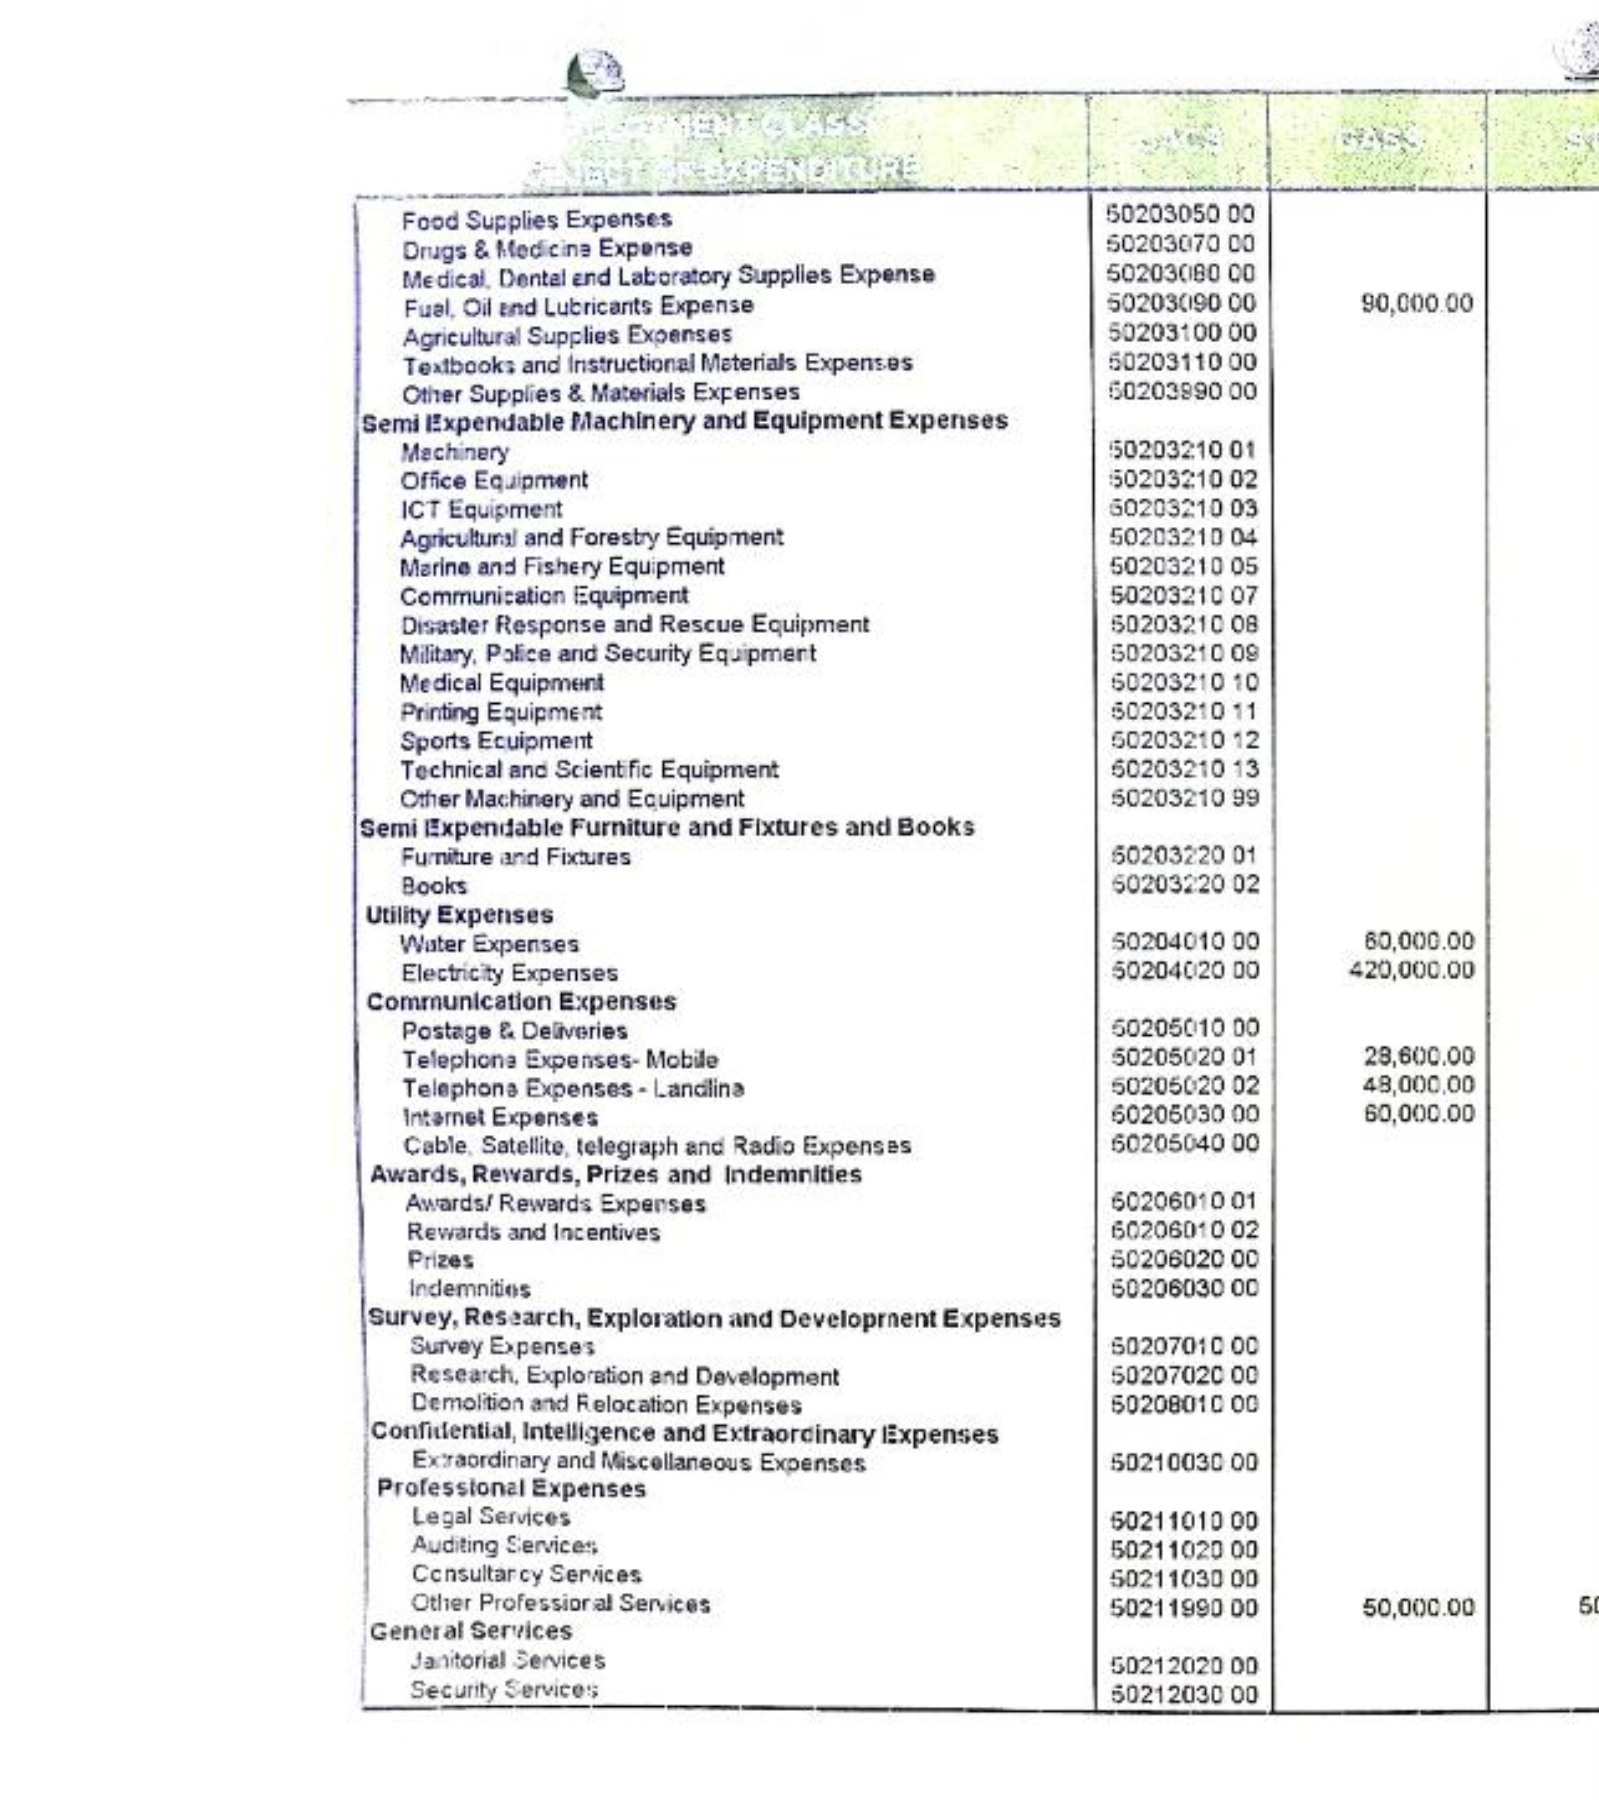 ALLOTMENT CLASS
OBJECT OF EXPENDITURE
UACS
GASS
Food Supplies Expenses 50203050 00
Drugs & Medicine Expense 50203070 00
Medical, Dental and Laboratory Supplies Expense 50203080 00
Fuel, Oil and Lubricants Expense 50203090 00 90,000.00
Agricultural Supplies Expenses 50203100 00
Textbooks and Instructional Materials Expenses 50203110 00
Other Supplies & Materials Expenses 50203990 00
Semi Expendable Machinery and Equipment Expenses
Machinery 50203210 01
Office Equipment 50203210 02
ICT Equipment 50203210 03
Agricultural and Forestry Equipment 50203210 04
Marine and Fishery Equipment 50203210 05
Communication Equipment 50203210 07
Disaster Response and Rescue Equipment 50203210 08
Military, Police and Security Equipment 50203210 09
Medical Equipment 50203210 10
Printing Equipment 50203210 11
Sports Equipment 50203210 12
Technical and Scientific Equipment 50203210 13
Other Machinery and Equipment 50203210 99
Semi Expendable Furniture and Fixtures and Books
Furniture and Fixtures 50203220 01
Books 50203220 02
Utility Expenses
Water Expenses 50204010 00 60,000.00
Electricity Expenses 50204020 00 420,000.00
Communication Expenses
Postage & Deliveries 50205010 00
Telephone Expenses- Mobile 50205020 01 28,600.00
Telephone Expenses - Landline 50205020 02 48,000.00
Internet Expenses 50205030 00 60,000.00
Cable, Satellite, telegraph and Radio Expenses 50205040 00
Awards, Rewards, Prizes and Indemnities
Awards/ Rewards Expenses 50206010 01
Rewards and Incentives 50206010 02
Prizes 50206020 00
Indemnities 50206030 00
Survey, Research, Exploration and Development Expenses
Survey Expenses 50207010 00
Research, Exploration and Development 50207020 00
Demolition and Relocation Expenses 50208010 00
Confidential, Intelligence and Extraordinary Expenses
Extraordinary and Miscellaneous Expenses 50210030 00
Professional Expenses
Legal Services 50211010 00
Auditing Services 50211020 00
Consultancy Services 50211030 00
Other Professional Services 50211990 00 50,000.00 50
General Services
Janitorial Services 50212020 00
Security Services 50212030 00